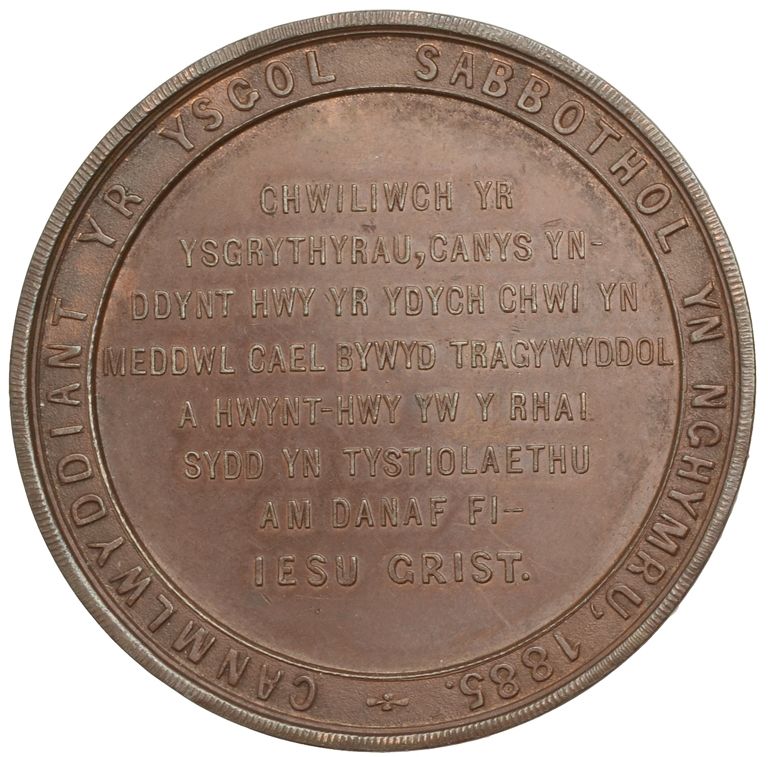 CANMLWYDDIANT YR YSGOL SABBOTHOL YN NGHYMRU, 1885.
CHWILIWCH YR
YSGRYTHYRAU, CANYS YN-
DDYNT HWY YR YDYCH CHWI YN
MEDDWL CAEL BYWYD TRAGYWYDDOL
A HWYNT-HWY YW Y RHAI
SYDD YN TYSTIOLAETHU
AM DANAF FI-
IESU GRIST.